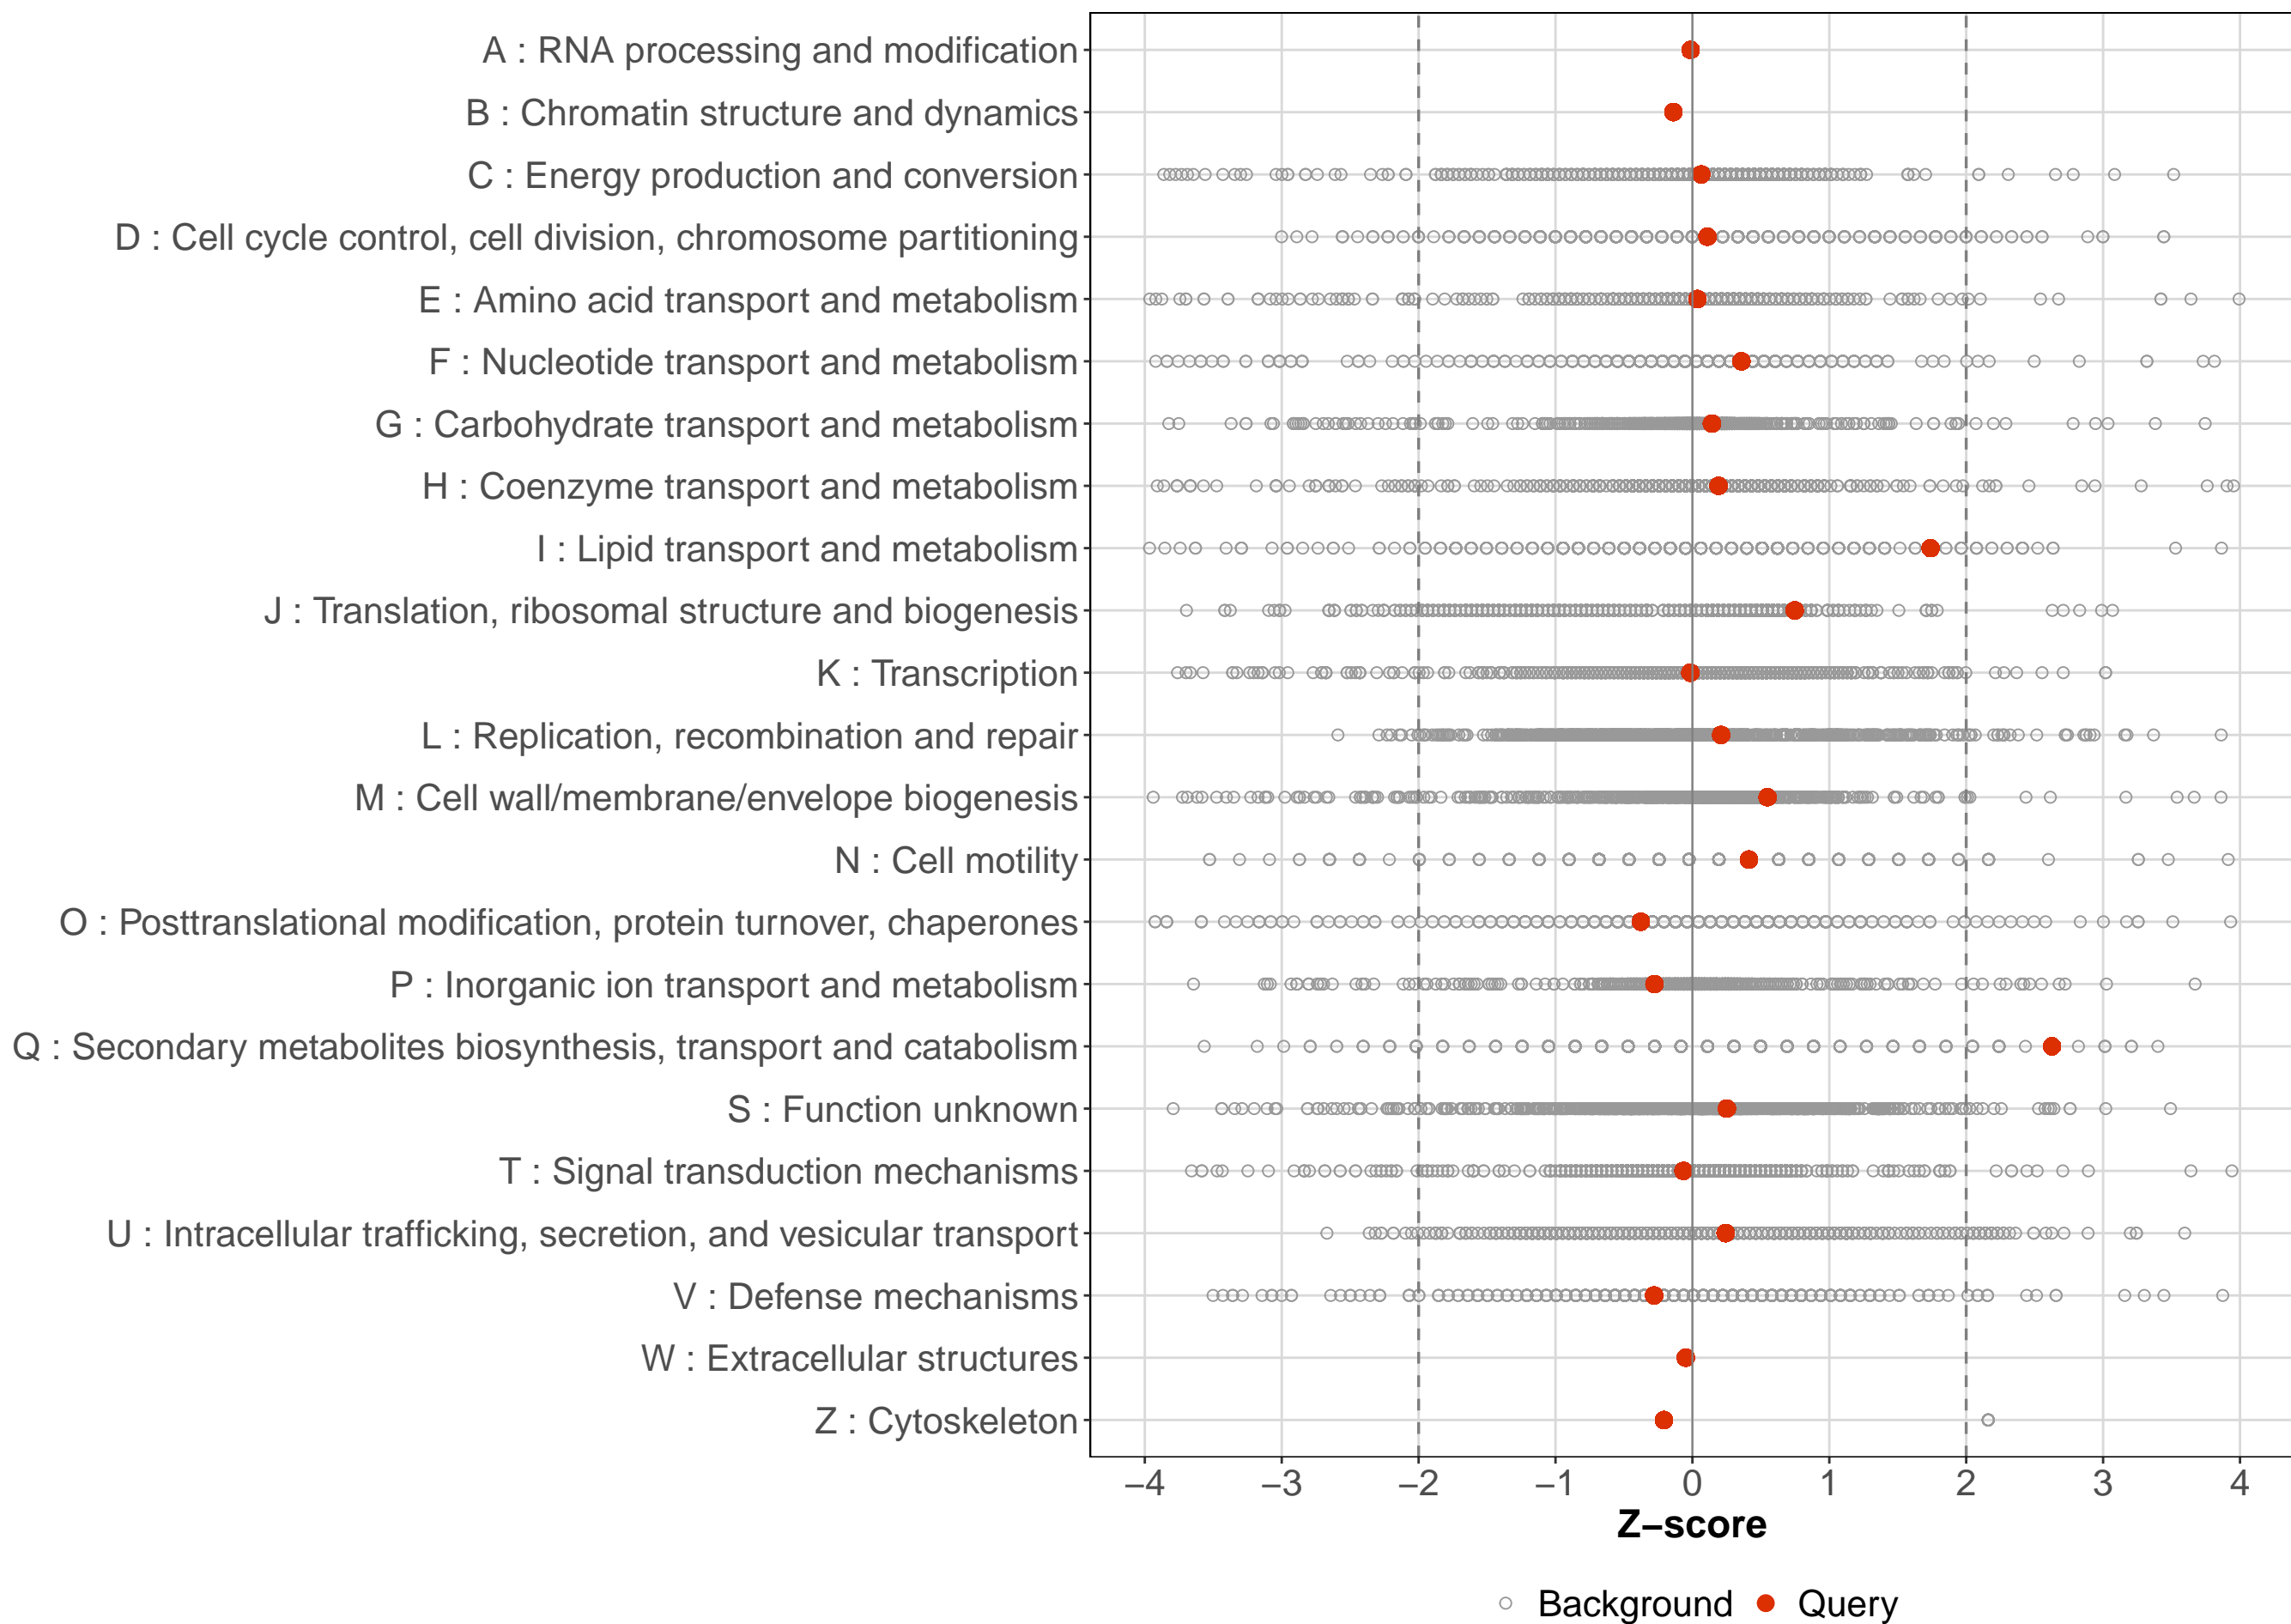 A : RNA processing and modification
B : Chromatin structure and dynamics
C : Energy production and conversion
D : Cell cycle control, cell division, chromosome partitioning
E : Amino acid transport and metabolism
F : Nucleotide transport and metabolism
G : Carbohydrate transport and metabolism
H : Coenzyme transport and metabolism
I : Lipid transport and metabolism
J : Translation, ribosomal structure and biogenesis
K : Transcription
L : Replication, recombination and repair
M : Cell wall/membrane/envelope biogenesis
N : Cell motility
O : Posttranslational modification, protein turnover, chaperones
P : Inorganic ion transport and metabolism
Q : Secondary metabolites biosynthesis, transport and catabolism
S : Function unknown
T : Signal transduction mechanisms
U : Intracellular trafficking, secretion, and vesicular transport
V : Defense mechanisms
W : Extracellular structures
Z : Cytoskeleton
−4 −3 −2 −1 0 1 2 3 4
Z−score
Background Query